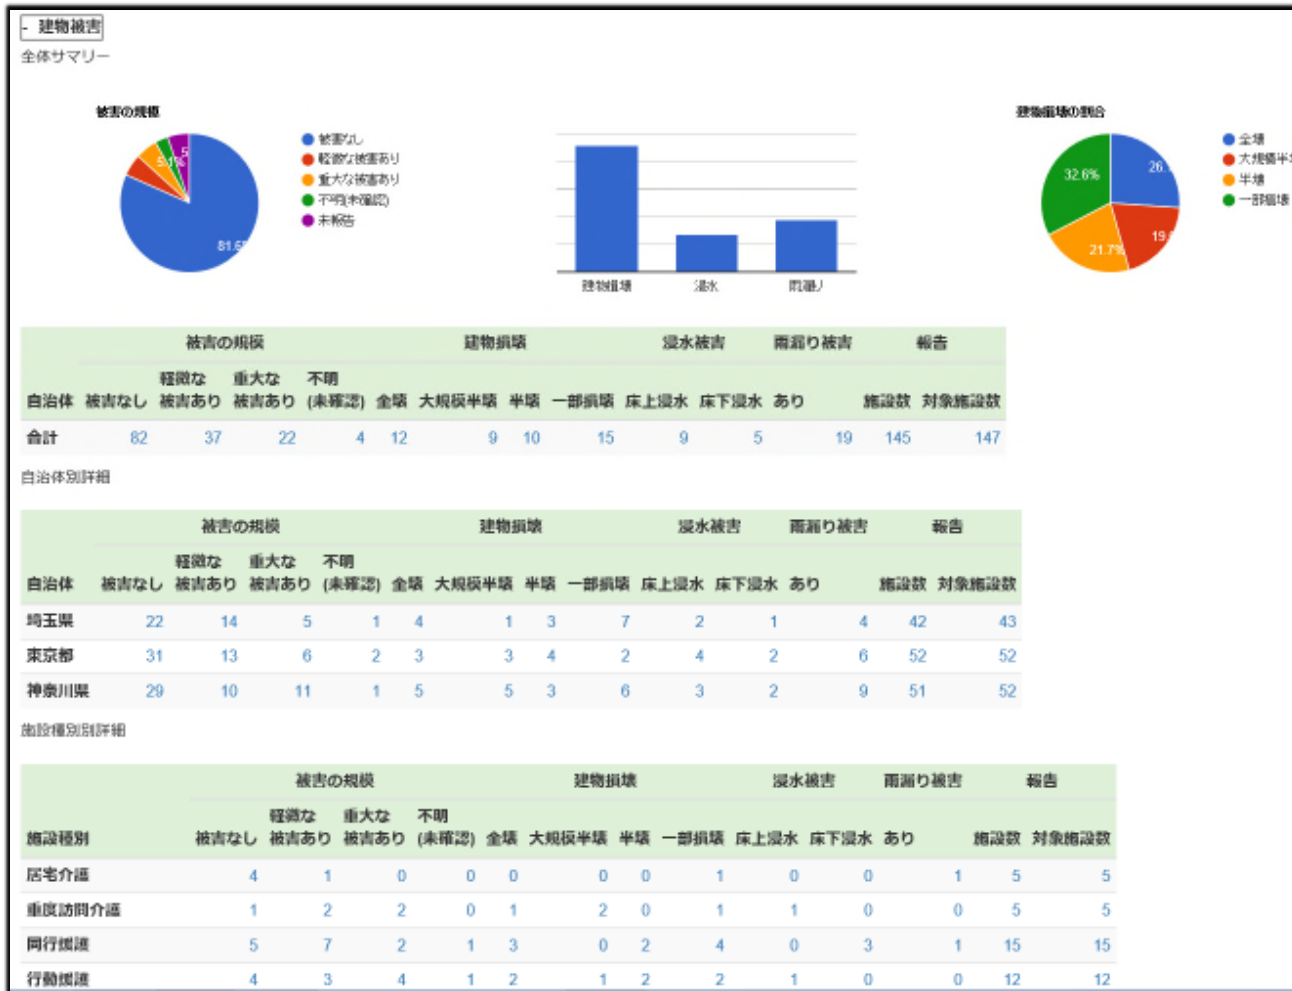 - 建物被害
全体サマリー
被害の規模
被害なし
軽微な被害あり
重大な被害あり
不明(未確認)
未報告
5.1%
5
81.6
建物損壊
浸水
雨漏り
建物損壊の割合
全壊
大規模半
半壊
一部損壊
32.6%
26.
19.
21.7%
被害の規模 建物損壊 浸水被害 雨漏り被害 報告
軽微な 重大な 不明
自治体 被害なし 被害あり 被害あり (未確認) 全壊 大規模半壊 半壊 一部損壊 床上浸水 床下浸水 あり 施設数 対象施設数
合計 82 37 22 4 12 9 10 15 9 5 19 145 147
自治体別詳細
被害の規模 建物損壊 浸水被害 雨漏り被害 報告
軽微な 重大な 不明
自治体 被害なし 被害あり 被害あり (未確認) 全壊 大規模半壊 半壊 一部損壊 床上浸水 床下浸水 あり 施設数 対象施設数
埼玉県 22 14 5 1 4 1 3 7 2 1 4 42 43
東京都 31 13 6 2 3 3 4 2 4 2 6 52 52
神奈川県 29 10 11 1 5 5 3 6 3 2 9 51 52
施設種別別詳細
被害の規模 建物損壊 浸水被害 雨漏り被害 報告
軽微な 重大な 不明
施設種別 被害なし 被害あり 被害あり (未確認) 全壊 大規模半壊 半壊 一部損壊 床上浸水 床下浸水 あり 施設数 対象施設数
居宅介護 4 1 0 0 0 0 0 1 0 0 1 5 5
重度訪問介護 1 2 2 0 1 2 0 1 1 0 0 5 5
同行援護 5 7 2 1 3 0 2 4 0 3 1 15 15
行動援護 4 3 4 1 2 1 2 2 1 0 0 12 12